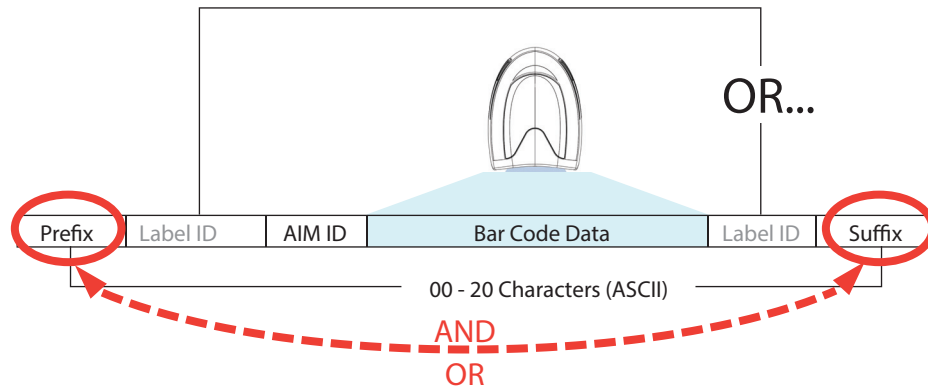 OR...
Prefix Label ID AIM ID Bar Code Data Label ID Suffix
00 - 20 Characters (ASCII)
AND
OR